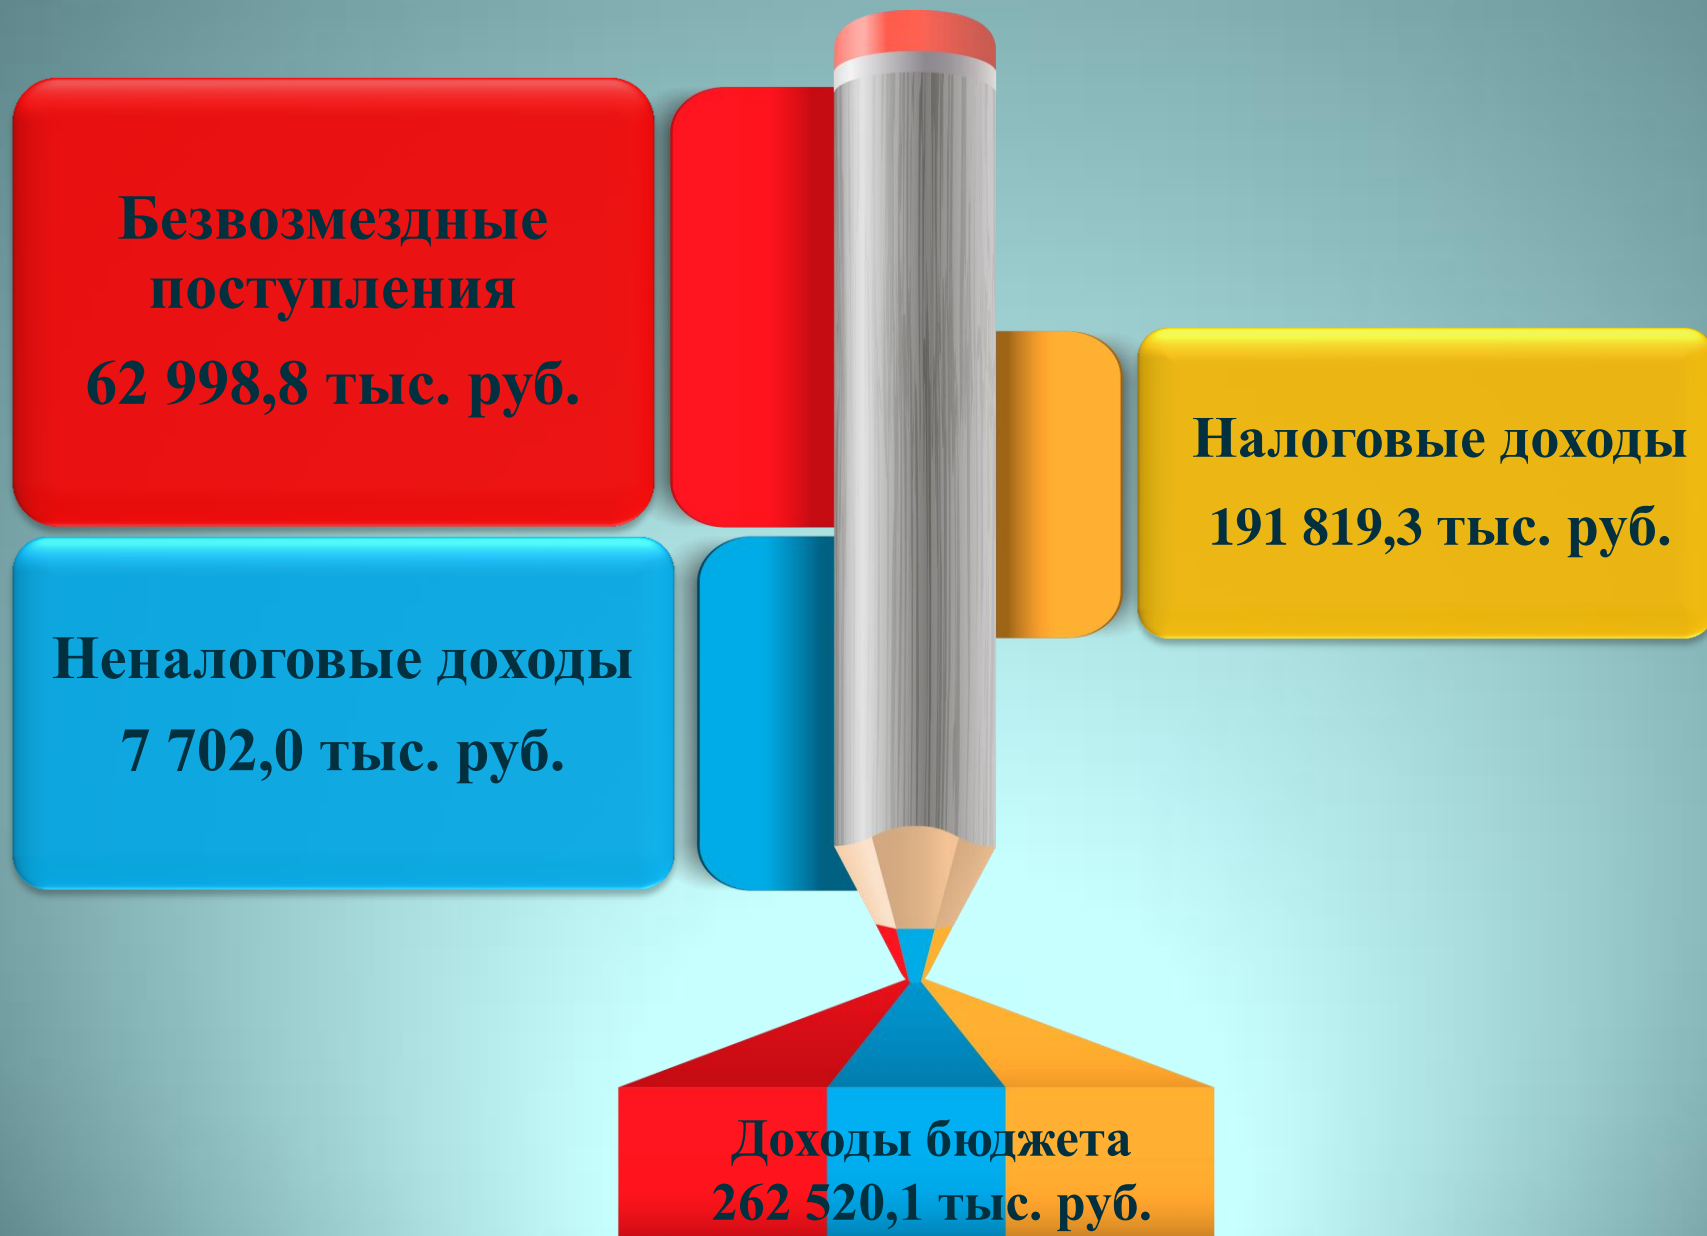 Безвозмездные
поступления
62 998,8 тыс. руб.
Налоговые доходы
191 819,3 тыс. руб.
Неналоговые доходы
7 702,0 тыс. руб.
Доходы бюджета
262 520,1 тыс. руб.